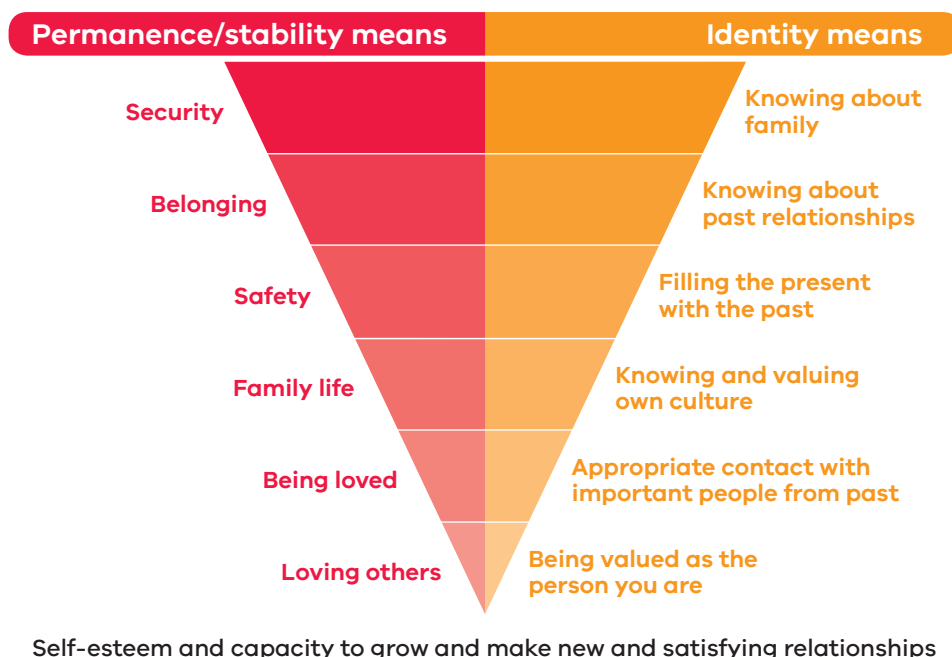 Permanence/stability means
Identity means
Security
Knowing about
family
Belonging
Knowing about
past relationships
Safety
Filling the present
with the past
Family life
Knowing and valuing
own culture
Being loved
Appropriate contact with
important people from past
Loving others
Being valued as the
person you are
Self-esteem and capacity to grow and make new and satisfying relationships